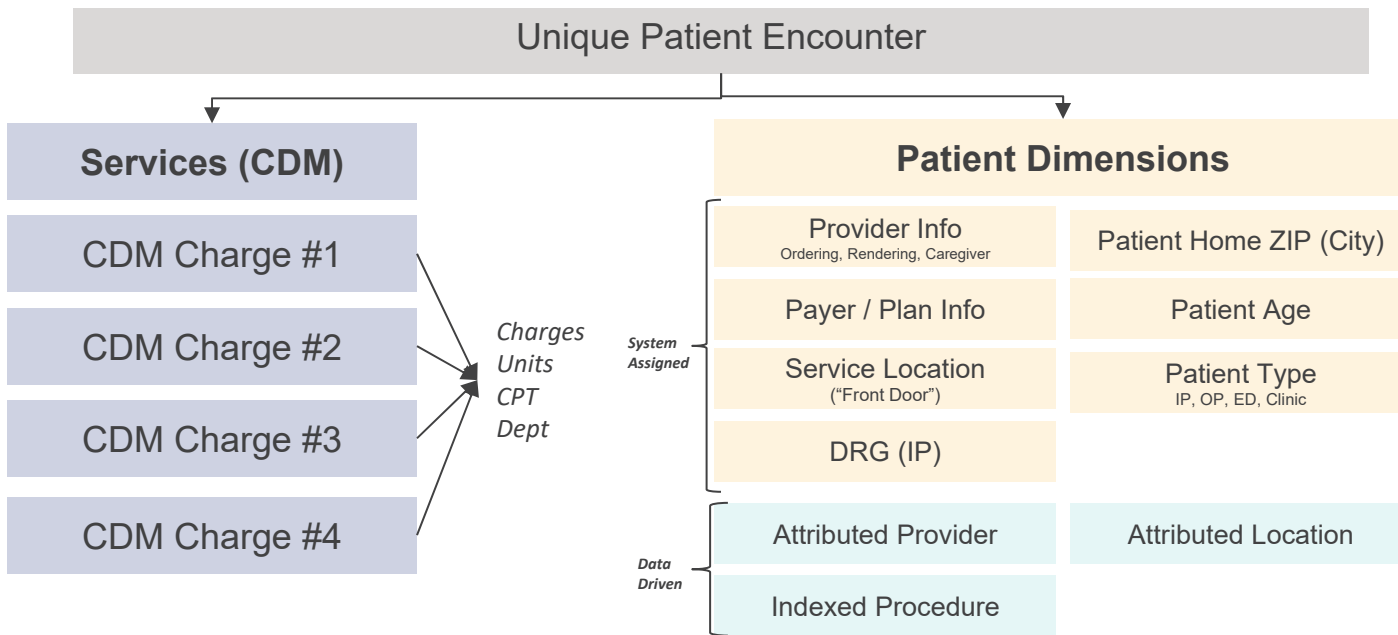 Unique Patient Encounter
Services (CDM)
CDM Charge #1
CDM Charge #2
CDM Charge #3
CDM Charge #4
Charges
Units
CPT
Dept
Patient Dimensions
System
Assigned
Provider Info
Ordering, Rendering, Caregiver
Patient Home ZIP (City)
Payer / Plan Info
Patient Age
Service Location
(“Front Door”)
Patient Type
IP, OP, ED, Clinic
DRG (IP)
Data
Driven
Attributed Provider
Attributed Location
Indexed Procedure